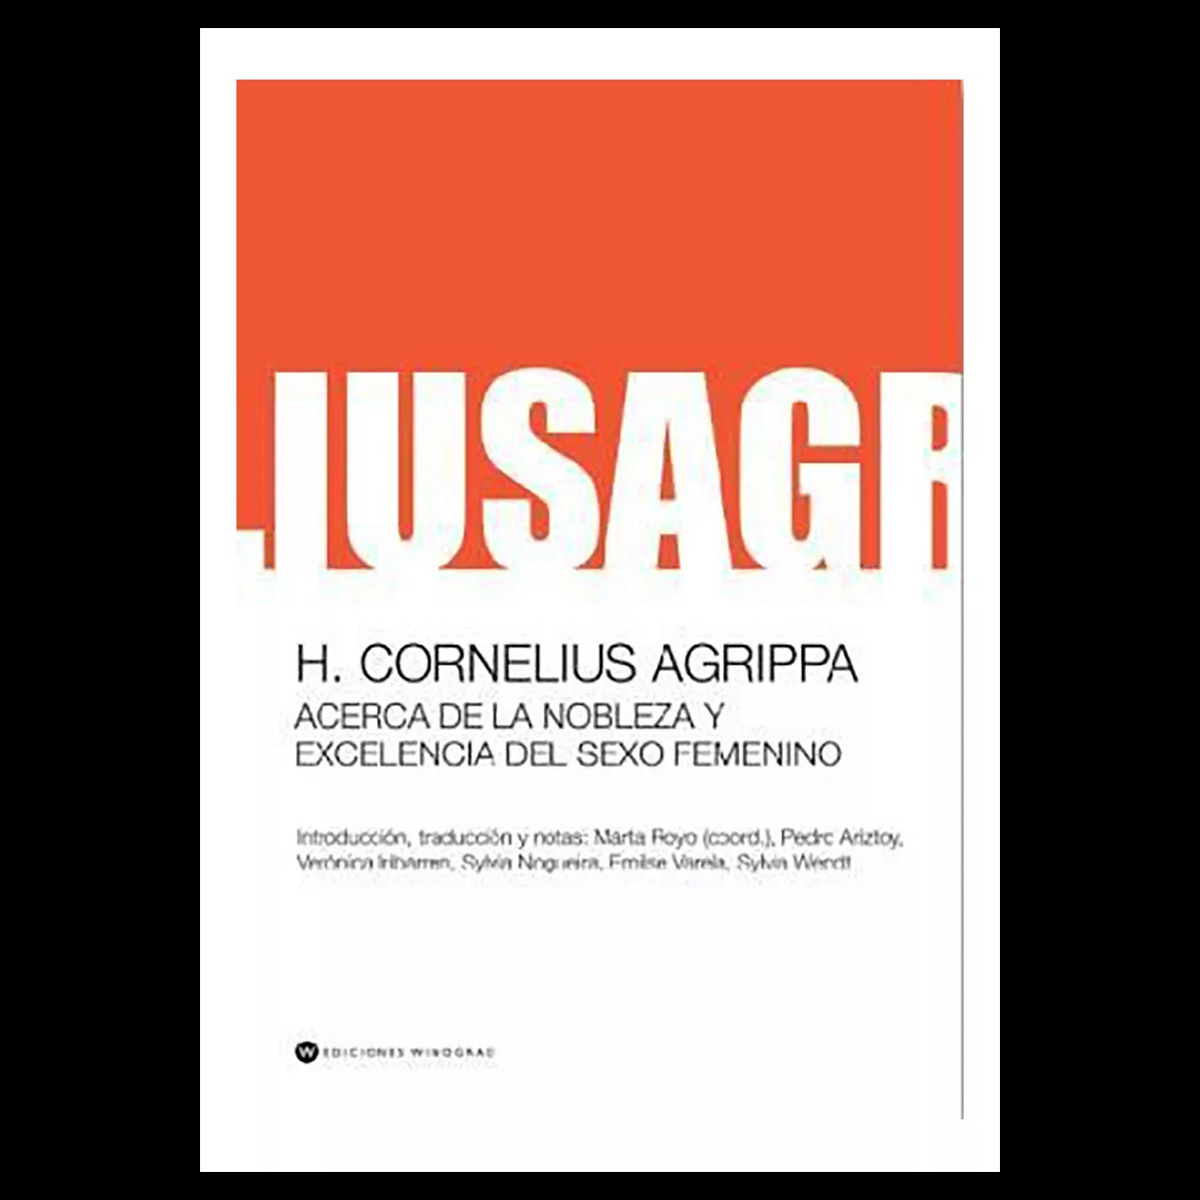 LIUSAGR
H. CORNELIUS AGRIPPA
ACERCA DE LA NOBLEZA Y
EXCELENCIA DEL SEXO FEMENINO
Introducción, traducción y notas: Marta Royo (coord.), Pedro Ariztoy,
Verónica Iribarren, Sylvia Nogueira, Emilse Varela, Sylvia Wendt
W EDICIONES WINOGRAD